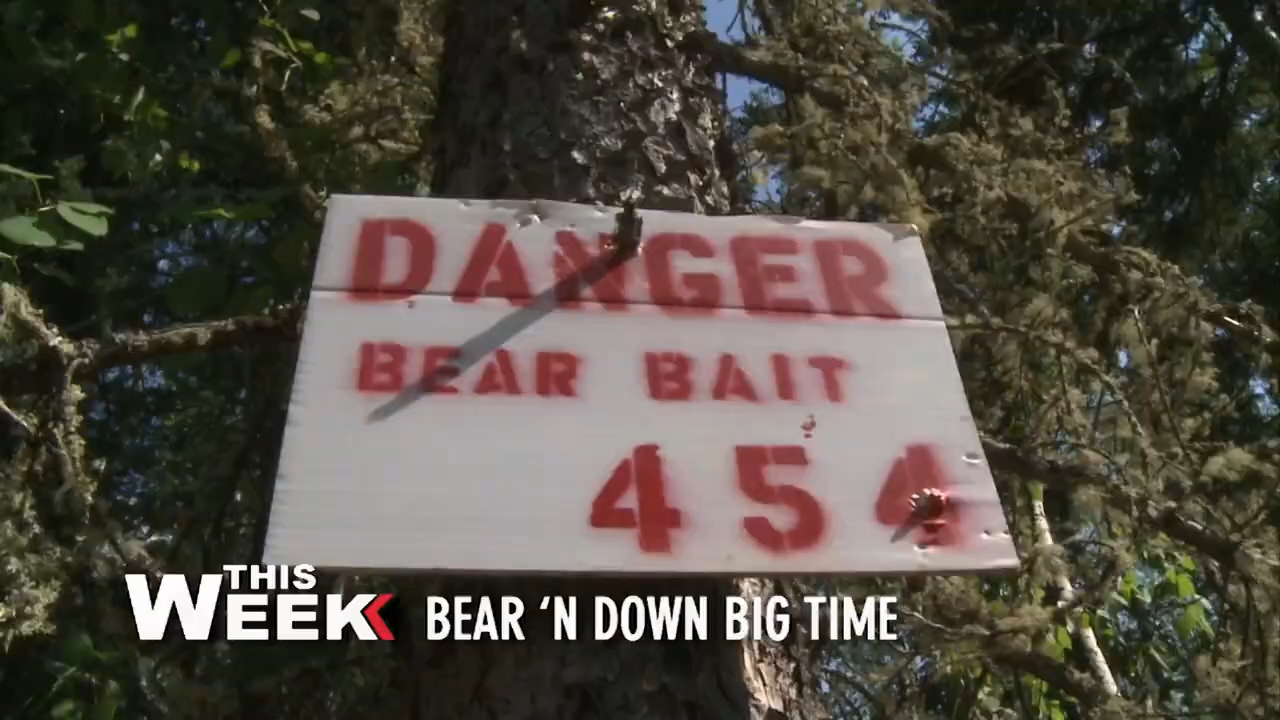 DANGER
BEAR BAIT
454
THIS
WEEK
BEAR ‘N DOWN BIG TIME